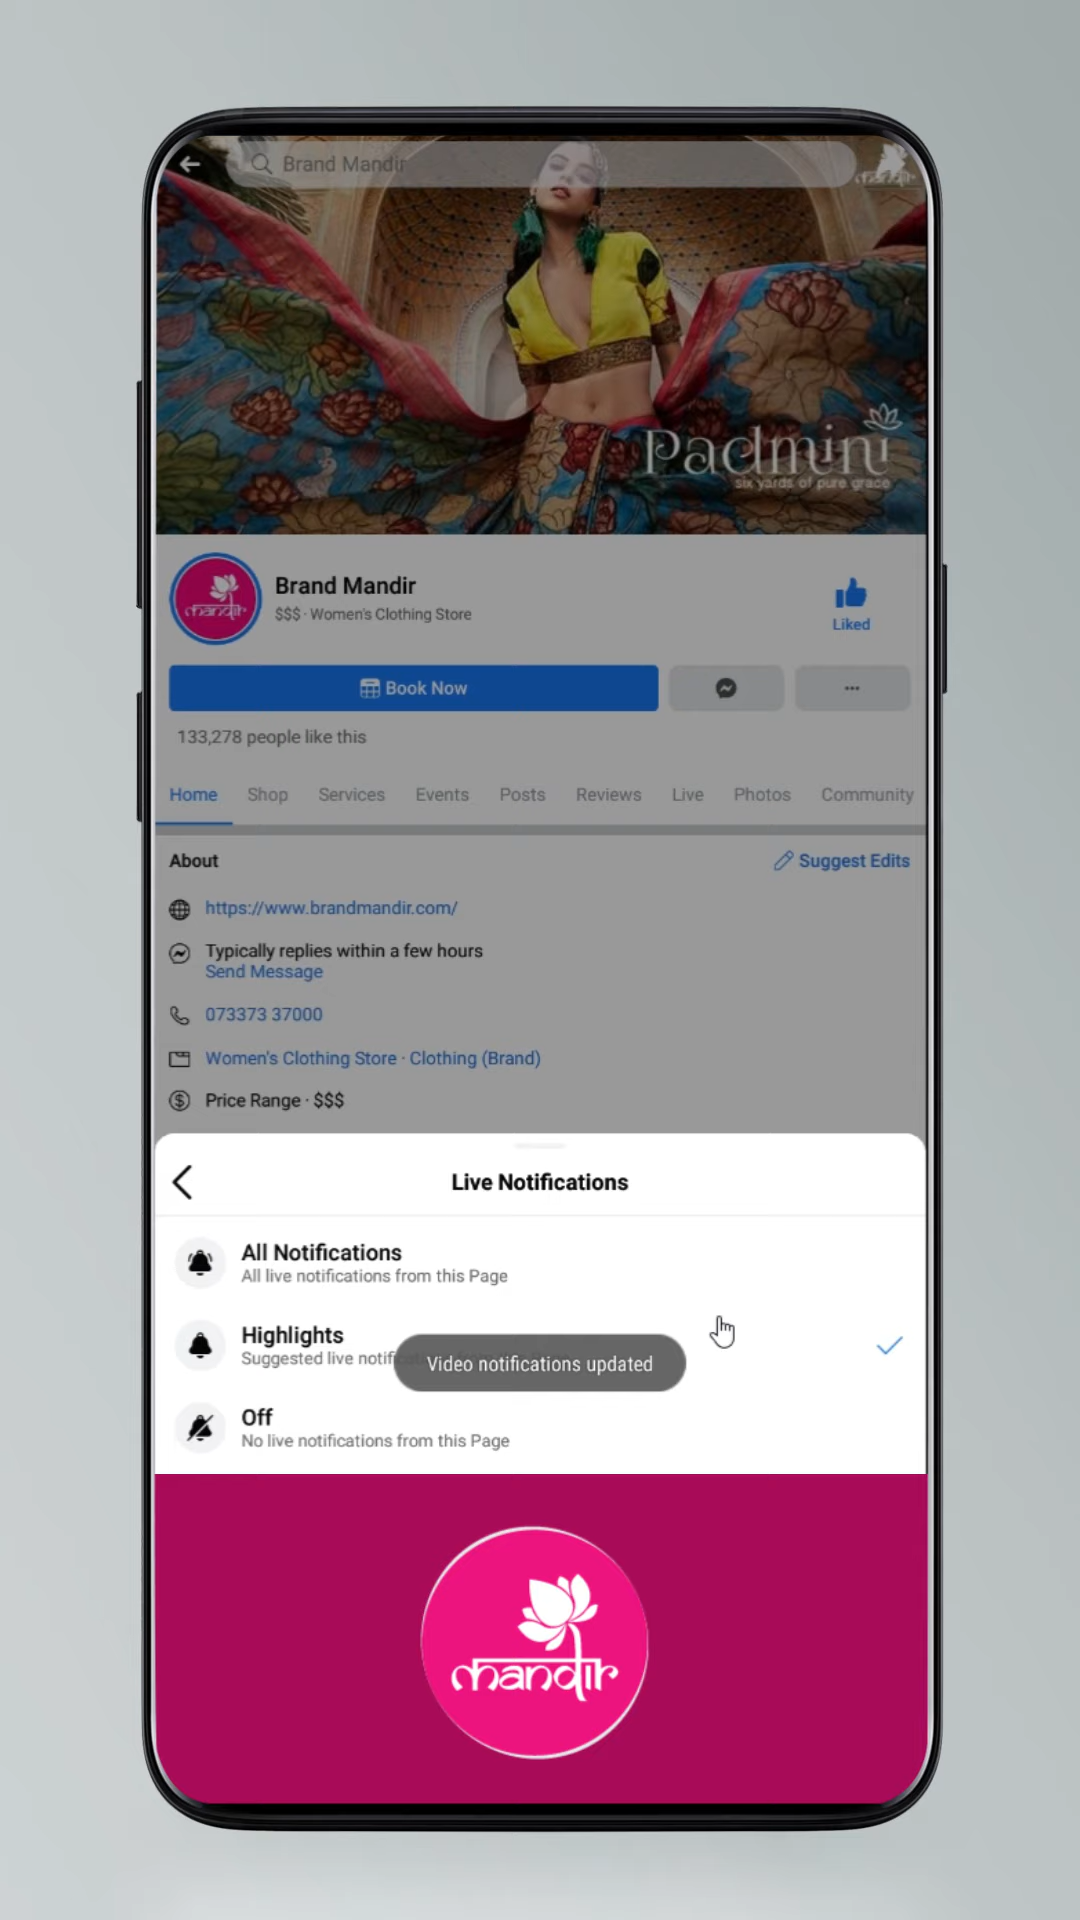 Brand Mandir
mandir
Padmini
six yards of pure grace
mandir
Brand Mandir
$$$ · Women's Clothing Store
Liked
Book Now
133,278 people like this
Home Shop Services Events Posts Reviews Live Photos Community
About
Suggest Edits
https://www.brandmandir.com/
Typically replies within a few hours
Send Message
073373 37000
Women's Clothing Store · Clothing (Brand)
Price Range · $$$
Live Notifications
All Notifications
All live notifications from this Page
Highlights
Suggested live
Video notifications updated
Off
No live notifications from this Page
mandir